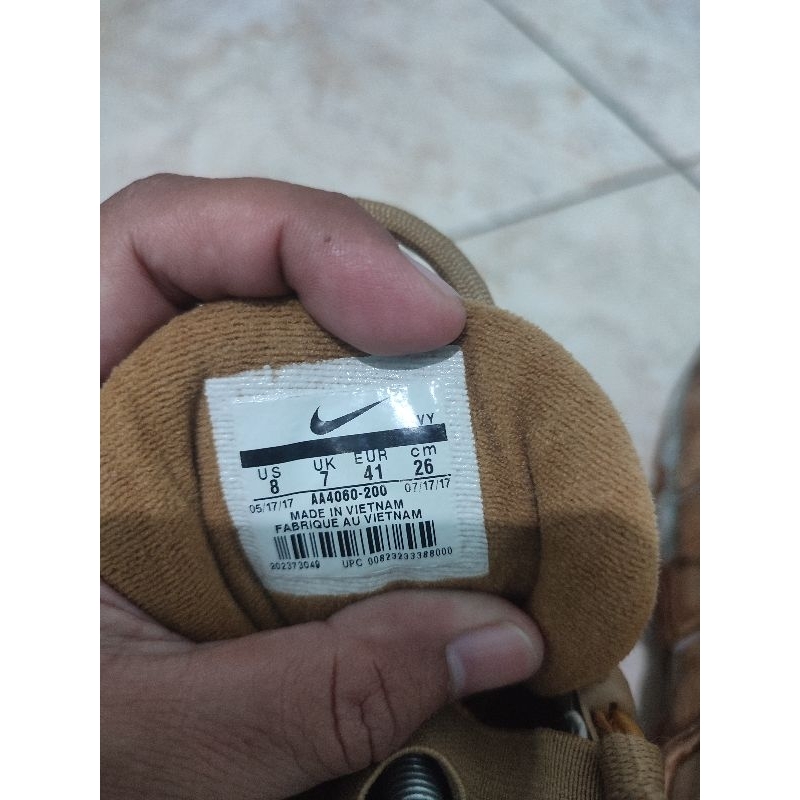 VY
US UK EUR cm
8 7 41 26
05/17/17 AA4060-200 07/17/17
MADE IN VIETNAM
FABRIQUE AU VIETNAM
202373049 UPC 00823233388000